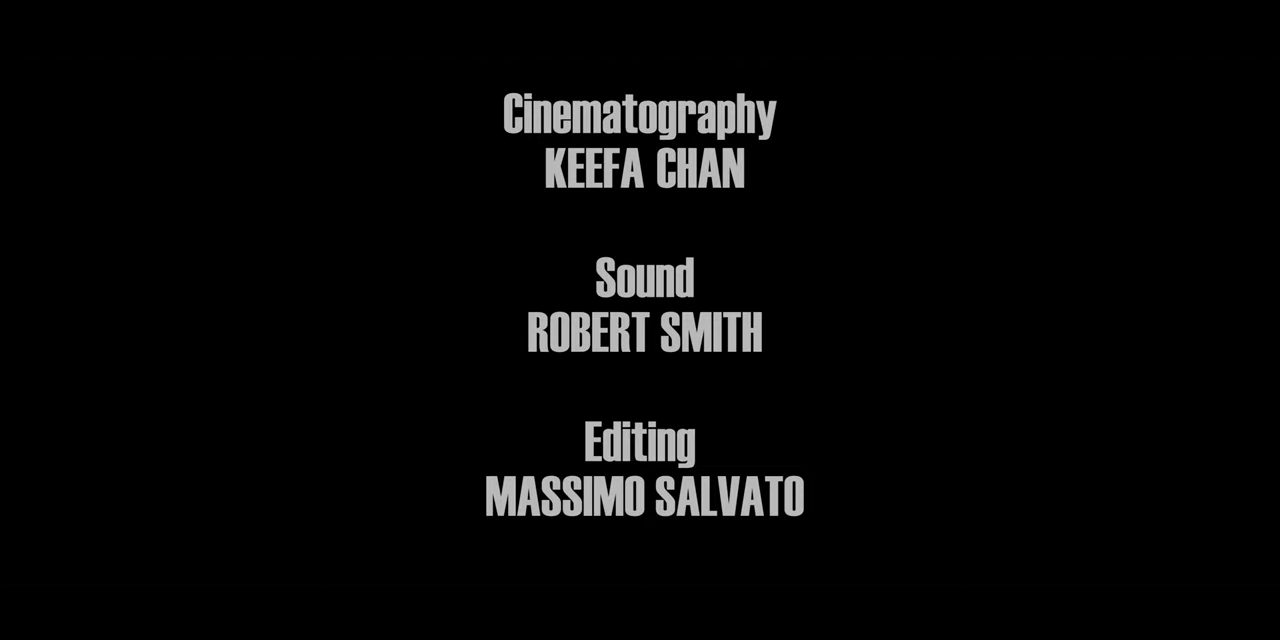 Cinematography
KEEFA CHAN
Sound
ROBERT SMITH
Editing
MASSIMO SALVATO